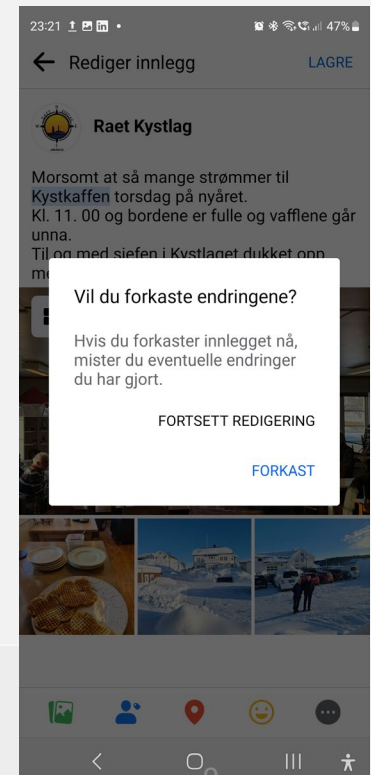 23:21
47%
Rediger innlegg
LAGRE
Raet Kystlag
Morsomt at så mange strømmer til
Kystkaffen torsdag på nyåret.
Kl. 11. 00 og bordene er fulle og vafflene går
unna.
Til og med sjefen i Kystlaget dukket opp
Vil du forkaste endringene?
Hvis du forkaster innlegget nå,
mister du eventuelle endringer
du har gjort.
FORTSETT REDIGERING
FORKAST